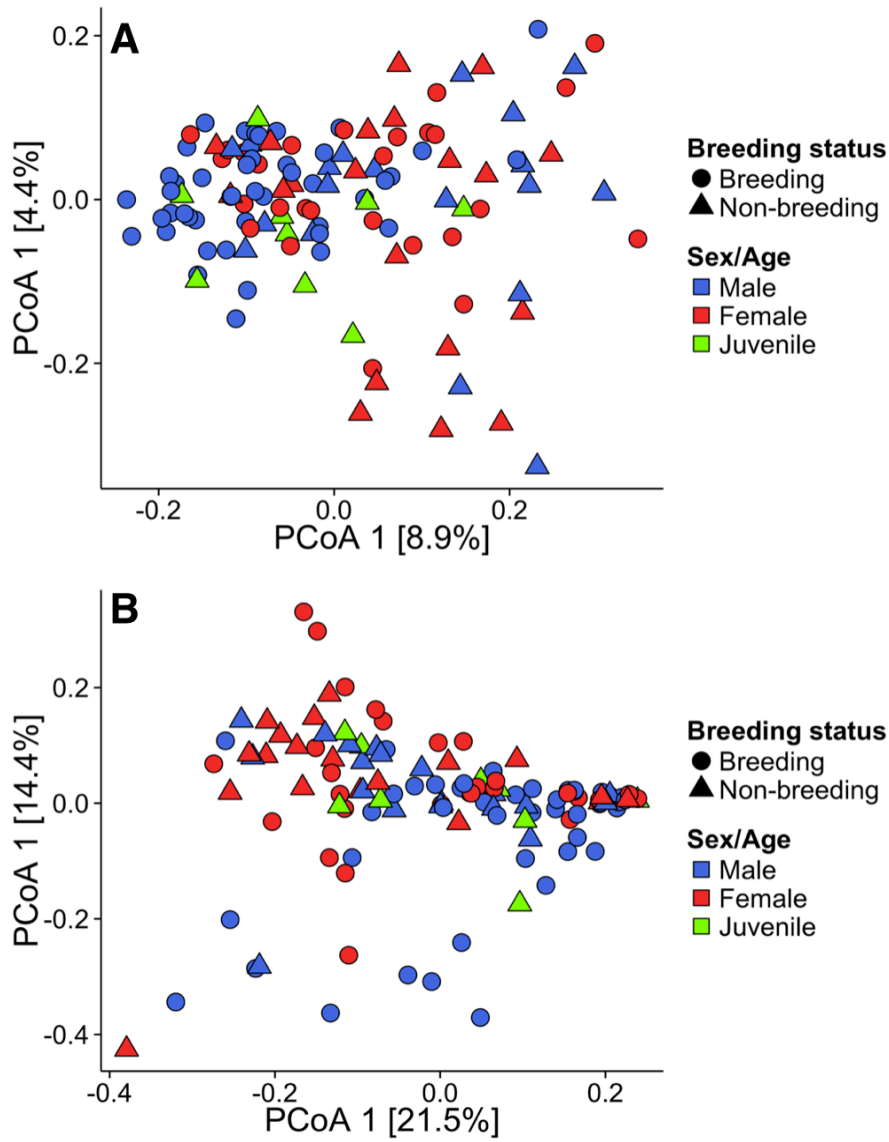 A
0.2
0.0
-0.2
PCoA 1 [4.4%]
-0.2
0.0
0.2
PCoA 1 [8.9%]
Breeding status
Breeding
Non-breeding
Sex/Age
Male
Female
Juvenile
B
0.2
0.0
-0.2
-0.4
PCoA 1 [14.4%]
-0.4
-0.2
0.0
0.2
PCoA 1 [21.5%]
Breeding status
Breeding
Non-breeding
Sex/Age
Male
Female
Juvenile